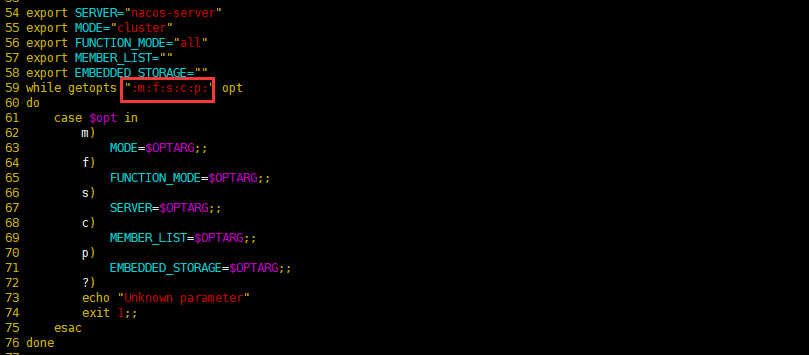 54 export SERVER="nacos-server"
55 export MODE="cluster"
56 export FUNCTION_MODE="all"
57 export MEMBER_LIST=""
58 export EMBEDDED_STORAGE=""
59 while getopts ":m:f:s:c:p:" opt
60 do
61     case $opt in
62         m)
63             MODE=$OPTARG;;
64         f)
65             FUNCTION_MODE=$OPTARG;;
66         s)
67             SERVER=$OPTARG;;
68         c)
69             MEMBER_LIST=$OPTARG;;
70         p)
71             EMBEDDED_STORAGE=$OPTARG;;
72         ?)
73         echo "Unknown parameter"
74         exit 1;;
75     esac
76 done